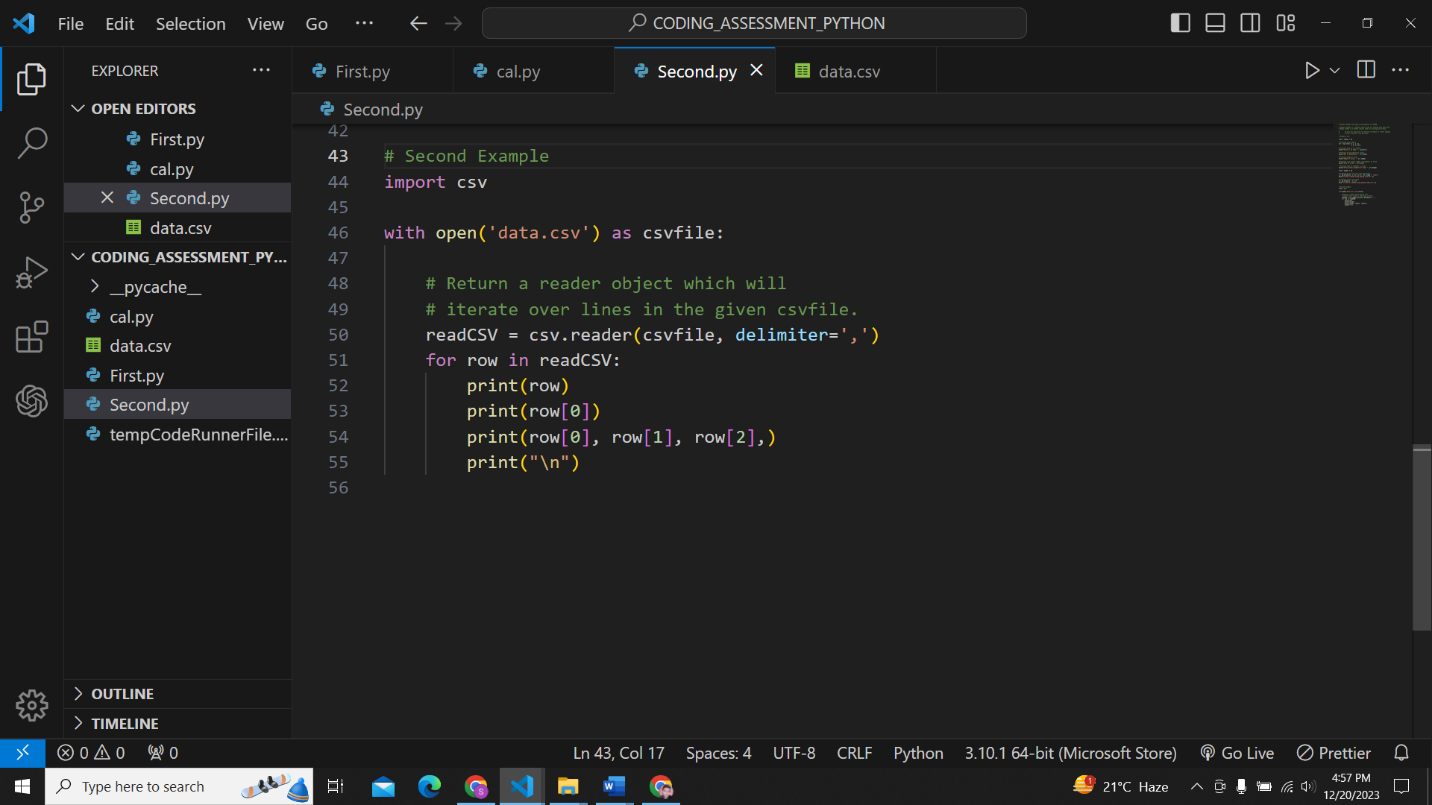 File Edit Selection View Go ··· CODING_ASSESSMENT_PYTHON
EXPLORER ···
OPEN EDITORS
First.py
cal.py
Second.py
data.csv
CODING_ASSESSMENT_PY...
__pycache__
cal.py
data.csv
First.py
Second.py
tempCodeRunnerFile....
OUTLINE
TIMELINE
First.py cal.py Second.py data.csv
Second.py
42
43 # Second Example
44 import csv
45
46 with open('data.csv') as csvfile:
47
48 # Return a reader object which will
49 # iterate over lines in the given csvfile.
50 readCSV = csv.reader(csvfile, delimiter=',')
51 for row in readCSV:
52 print(row)
53 print(row[0])
54 print(row[0], row[1], row[2],)
55 print("\n")
56
0 0 0 Ln 43, Col 17 Spaces: 4 UTF-8 CRLF Python 3.10.1 64-bit (Microsoft Store) Go Live Prettier
Type here to search 21°C Haze 4:57 PM
12/20/2023